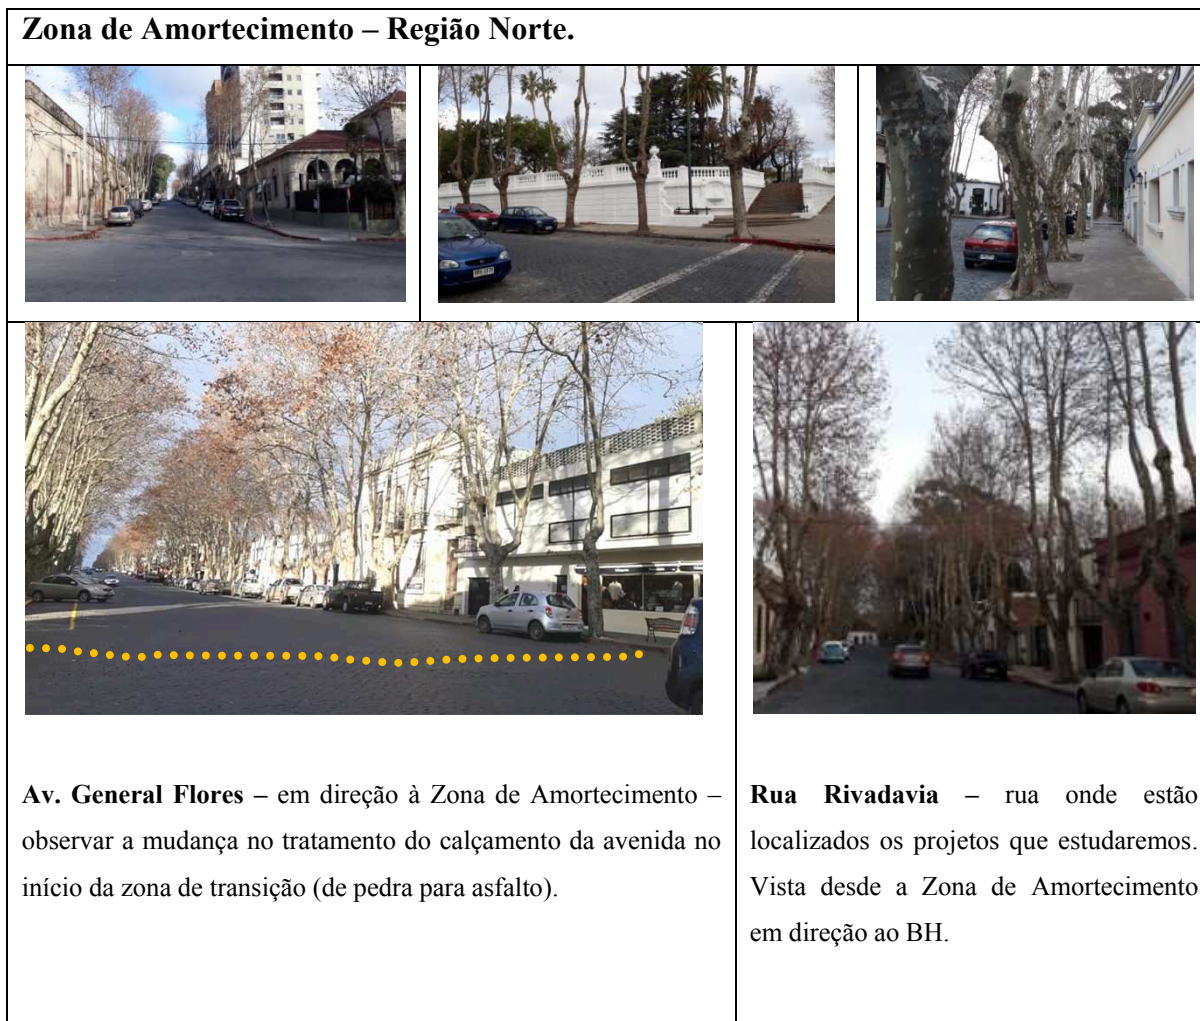 Zona de Amortecimento – Região Norte.
Av. General Flores – em direção à Zona de Amortecimento –
observar a mudança no tratamento do calçamento da avenida no
início da zona de transição (de pedra para asfalto).
Rua Rivadavia – rua onde estão
localizados os projetos que estudaremos.
Vista desde a Zona de Amortecimento
em direção ao BH.